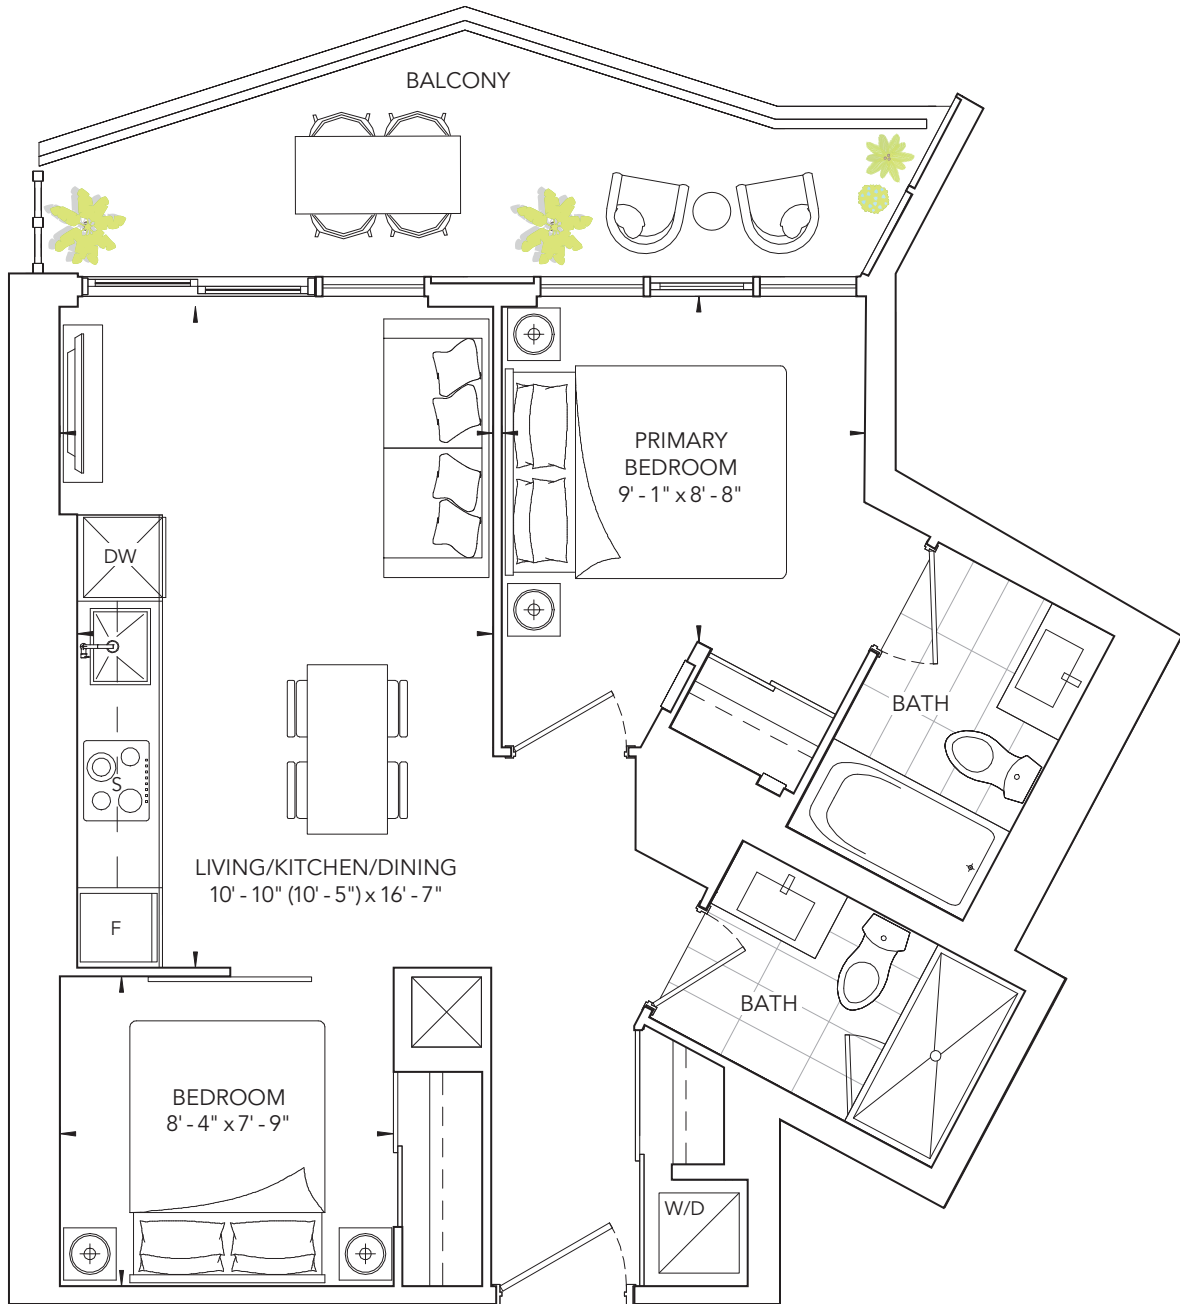 BALCONY
PRIMARY
BEDROOM
9' - 1" x 8' - 8"
DW
BATH
S
LIVING/KITCHEN/DINING
10' - 10" (10' - 5") x 16' - 7"
F
BATH
BEDROOM
8' - 4" x 7' - 9"
W/D